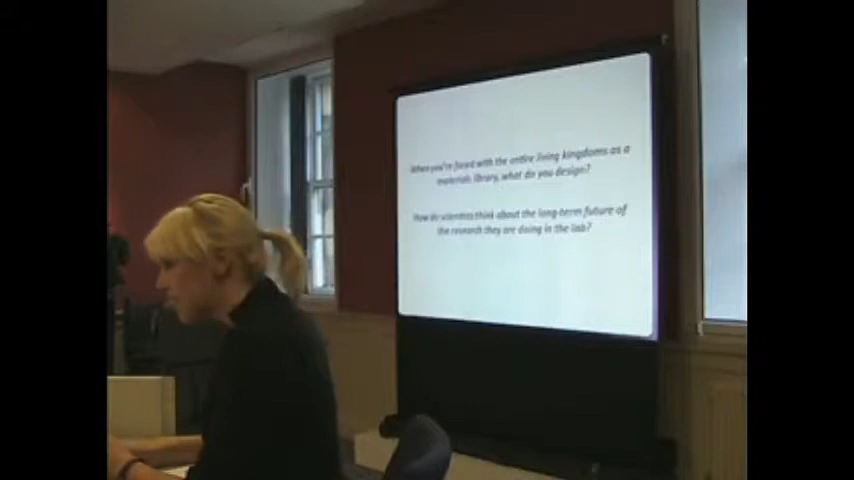 When you're faced with the entire living kingdoms as a
materials library, what do you design?
How do scientists think about the long-term future of
the research they are doing in the lab?